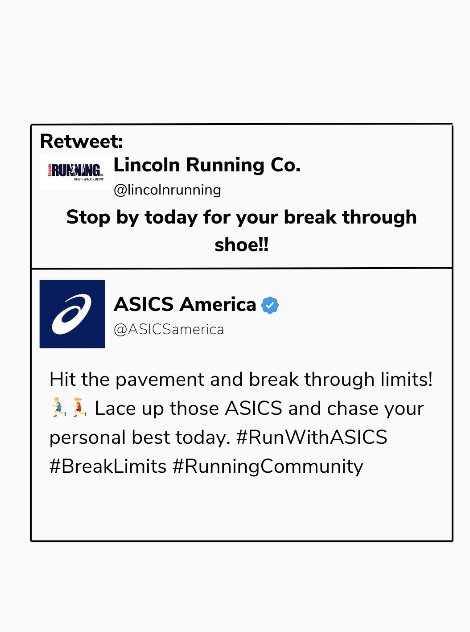 Retweet:
RUNNING.
Lincoln Running Co.
@lincolnrunning
Stop by today for your break through
shoe!!
ASICS America
@ASICSamerica
Hit the pavement and break through limits!
🏃‍♂️🏃‍♀️ Lace up those ASICS and chase your
personal best today. #RunWithASICS
#BreakLimits #RunningCommunity